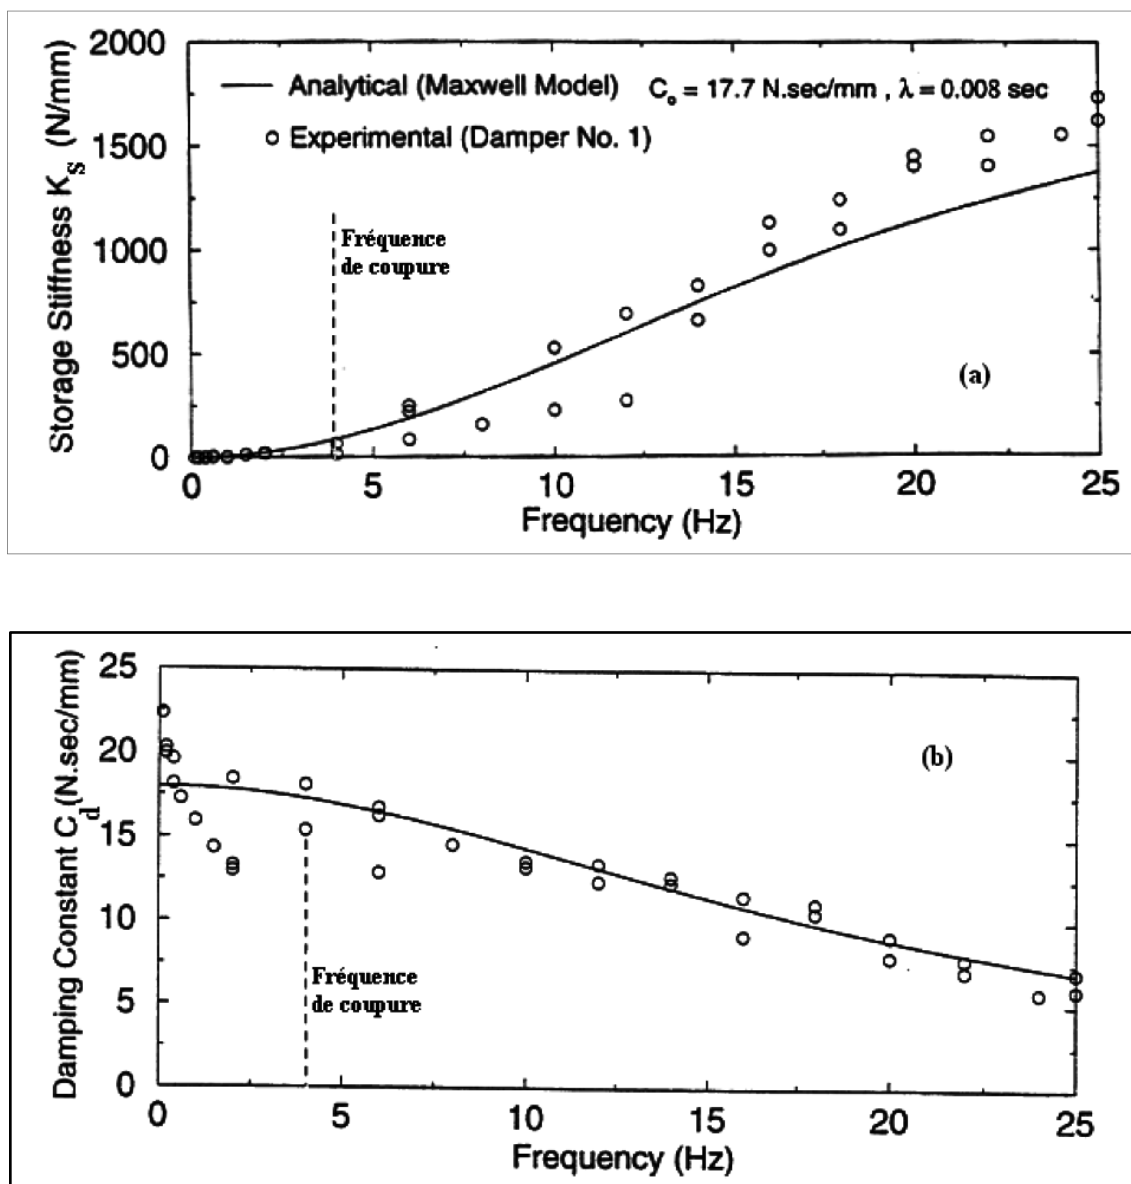 2000
1500
1000
500
0
Storage Stiffness K_S (N/mm)
Analytical (Maxwell Model) C_o = 17.7 N.sec/mm , λ = 0.008 sec
Experimental (Damper No. 1)
Fréquence
de coupure
(a)
0 5 10 15 20 25
Frequency (Hz)
25
20
15
10
5
0
Damping Constant C_d (N.sec/mm)
(b)
Fréquence
de coupure
0 5 10 15 20 25
Frequency (Hz)